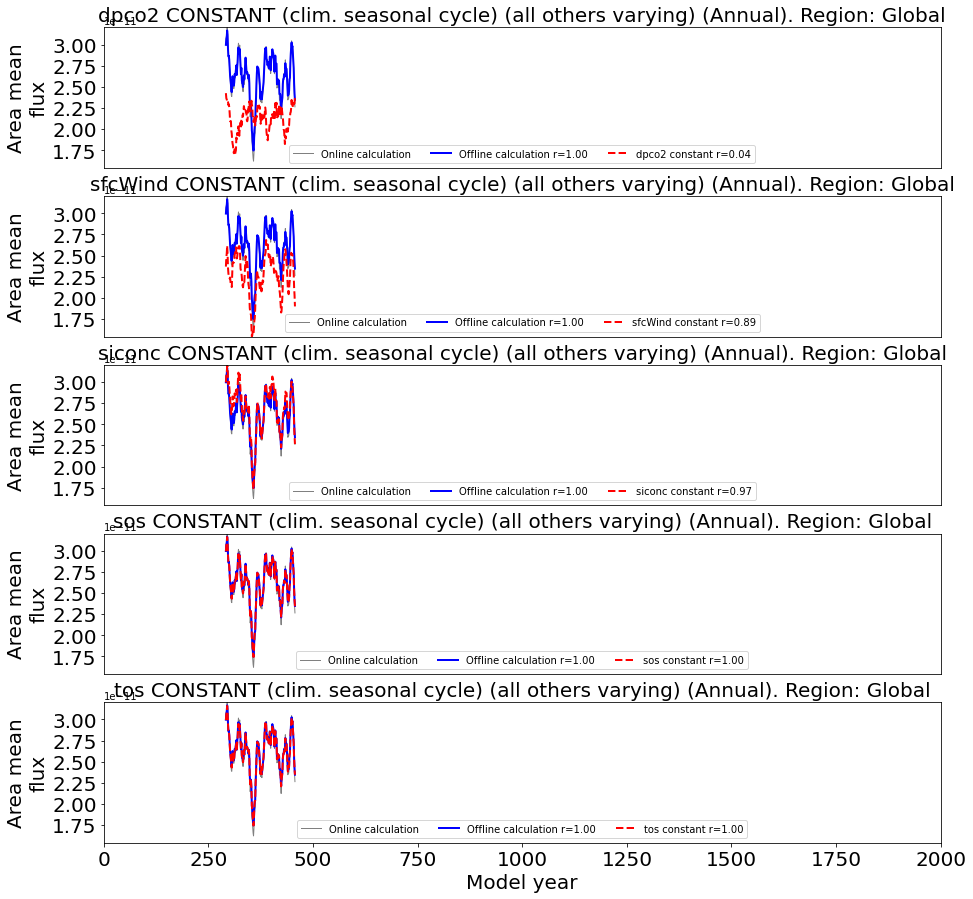 dpco2 CONSTANT (clim. seasonal cycle) (all others varying) (Annual). Region: Global
1e−11
3.00
2.75
2.50
2.25
2.00
1.75
Area mean
flux
Online calculation
Offline calculation r=1.00
dpco2 constant r=0.04
sfcWind CONSTANT (clim. seasonal cycle) (all others varying) (Annual). Region: Global
1e−11
3.00
2.75
2.50
2.25
2.00
1.75
Area mean
flux
Online calculation
Offline calculation r=1.00
sfcWind constant r=0.89
siconc CONSTANT (clim. seasonal cycle) (all others varying) (Annual). Region: Global
1e−11
3.00
2.75
2.50
2.25
2.00
1.75
Area mean
flux
Online calculation
Offline calculation r=1.00
siconc constant r=0.97
sos CONSTANT (clim. seasonal cycle) (all others varying) (Annual). Region: Global
1e−11
3.00
2.75
2.50
2.25
2.00
1.75
Area mean
flux
Online calculation
Offline calculation r=1.00
sos constant r=1.00
tos CONSTANT (clim. seasonal cycle) (all others varying) (Annual). Region: Global
1e−11
3.00
2.75
2.50
2.25
2.00
1.75
Area mean
flux
Online calculation
Offline calculation r=1.00
tos constant r=1.00
0 250 500 750 1000 1250 1500 1750 2000
Model year